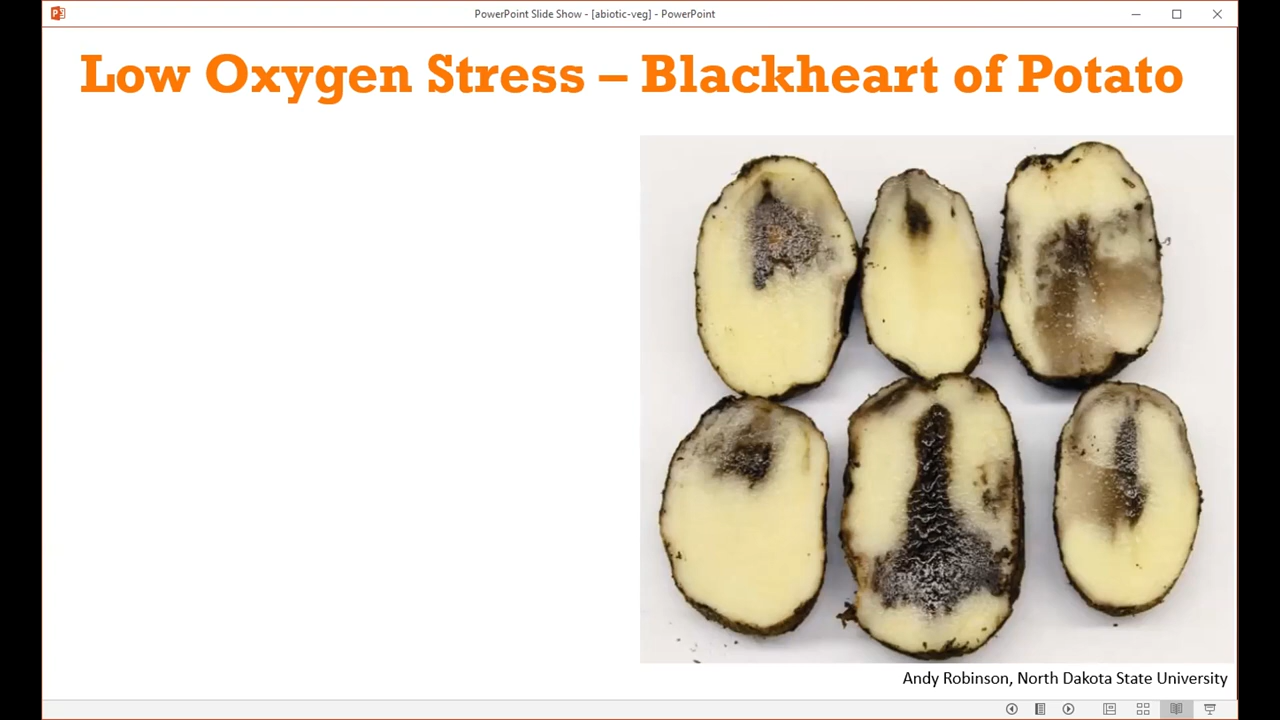 PowerPoint Slide Show - [abiotic-veg] - PowerPoint
Low Oxygen Stress – Blackheart of Potato
Andy Robinson, North Dakota State University